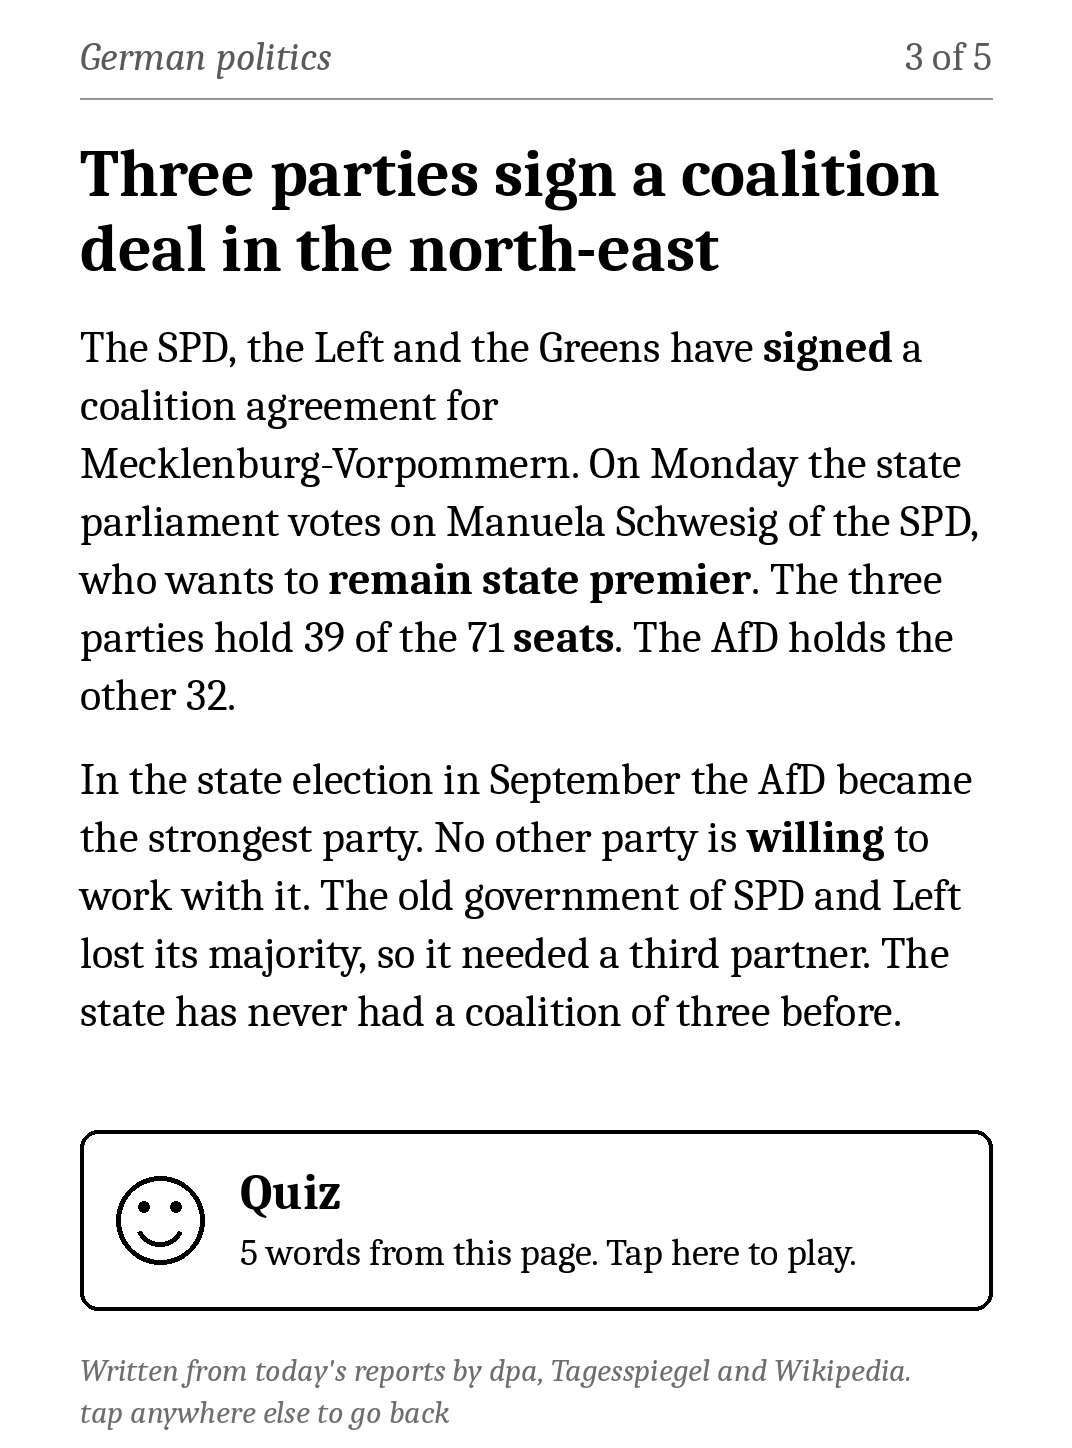 German politics
3 of 5
Three parties sign a coalition
deal in the north-east
The SPD, the Left and the Greens have signed a
coalition agreement for
Mecklenburg-Vorpommern. On Monday the state
parliament votes on Manuela Schwesig of the SPD,
who wants to remain state premier. The three
parties hold 39 of the 71 seats. The AfD holds the
other 32.
In the state election in September the AfD became
the strongest party. No other party is willing to
work with it. The old government of SPD and Left
lost its majority, so it needed a third partner. The
state has never had a coalition of three before.
Quiz
5 words from this page. Tap here to play.
Written from today's reports by dpa, Tagesspiegel and Wikipedia.
tap anywhere else to go back